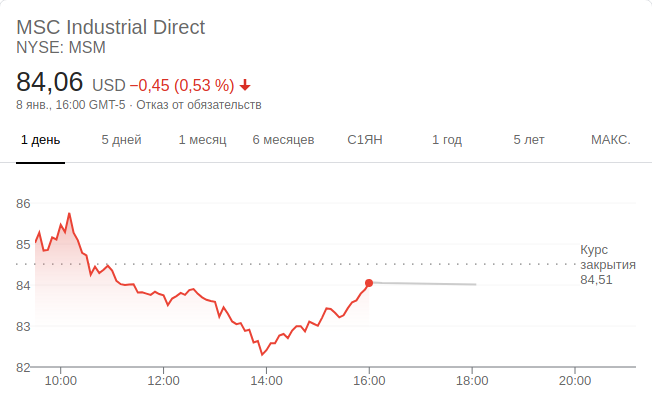 MSC Industrial Direct
NYSE: MSM
84,06 USD −0,45 (0,53 %)
8 янв., 16:00 GMT-5 · Отказ от обязательств
1 день 5 дней 1 месяц 6 месяцев С1ЯН 1 год 5 лет МАКС.
86
85
84
83
82
Курс
закрытия
84,51
10:00 12:00 14:00 16:00 18:00 20:00